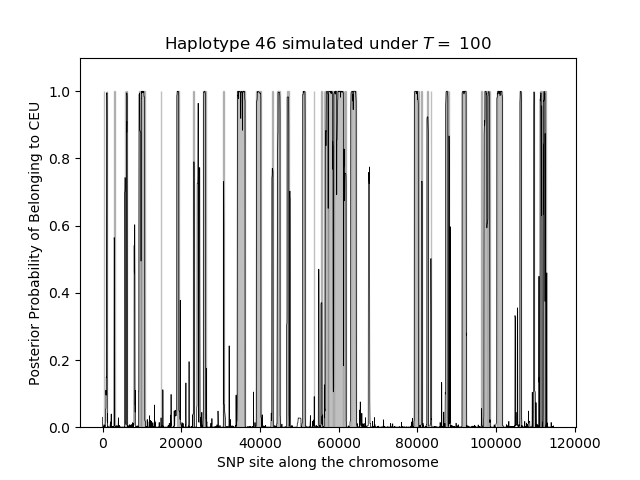 Haplotype 46 simulated under T = 100
Posterior Probability of Belonging to CEU
1.0
0.8
0.6
0.4
0.2
0.0
0 20000 40000 60000 80000 100000 120000
SNP site along the chromosome